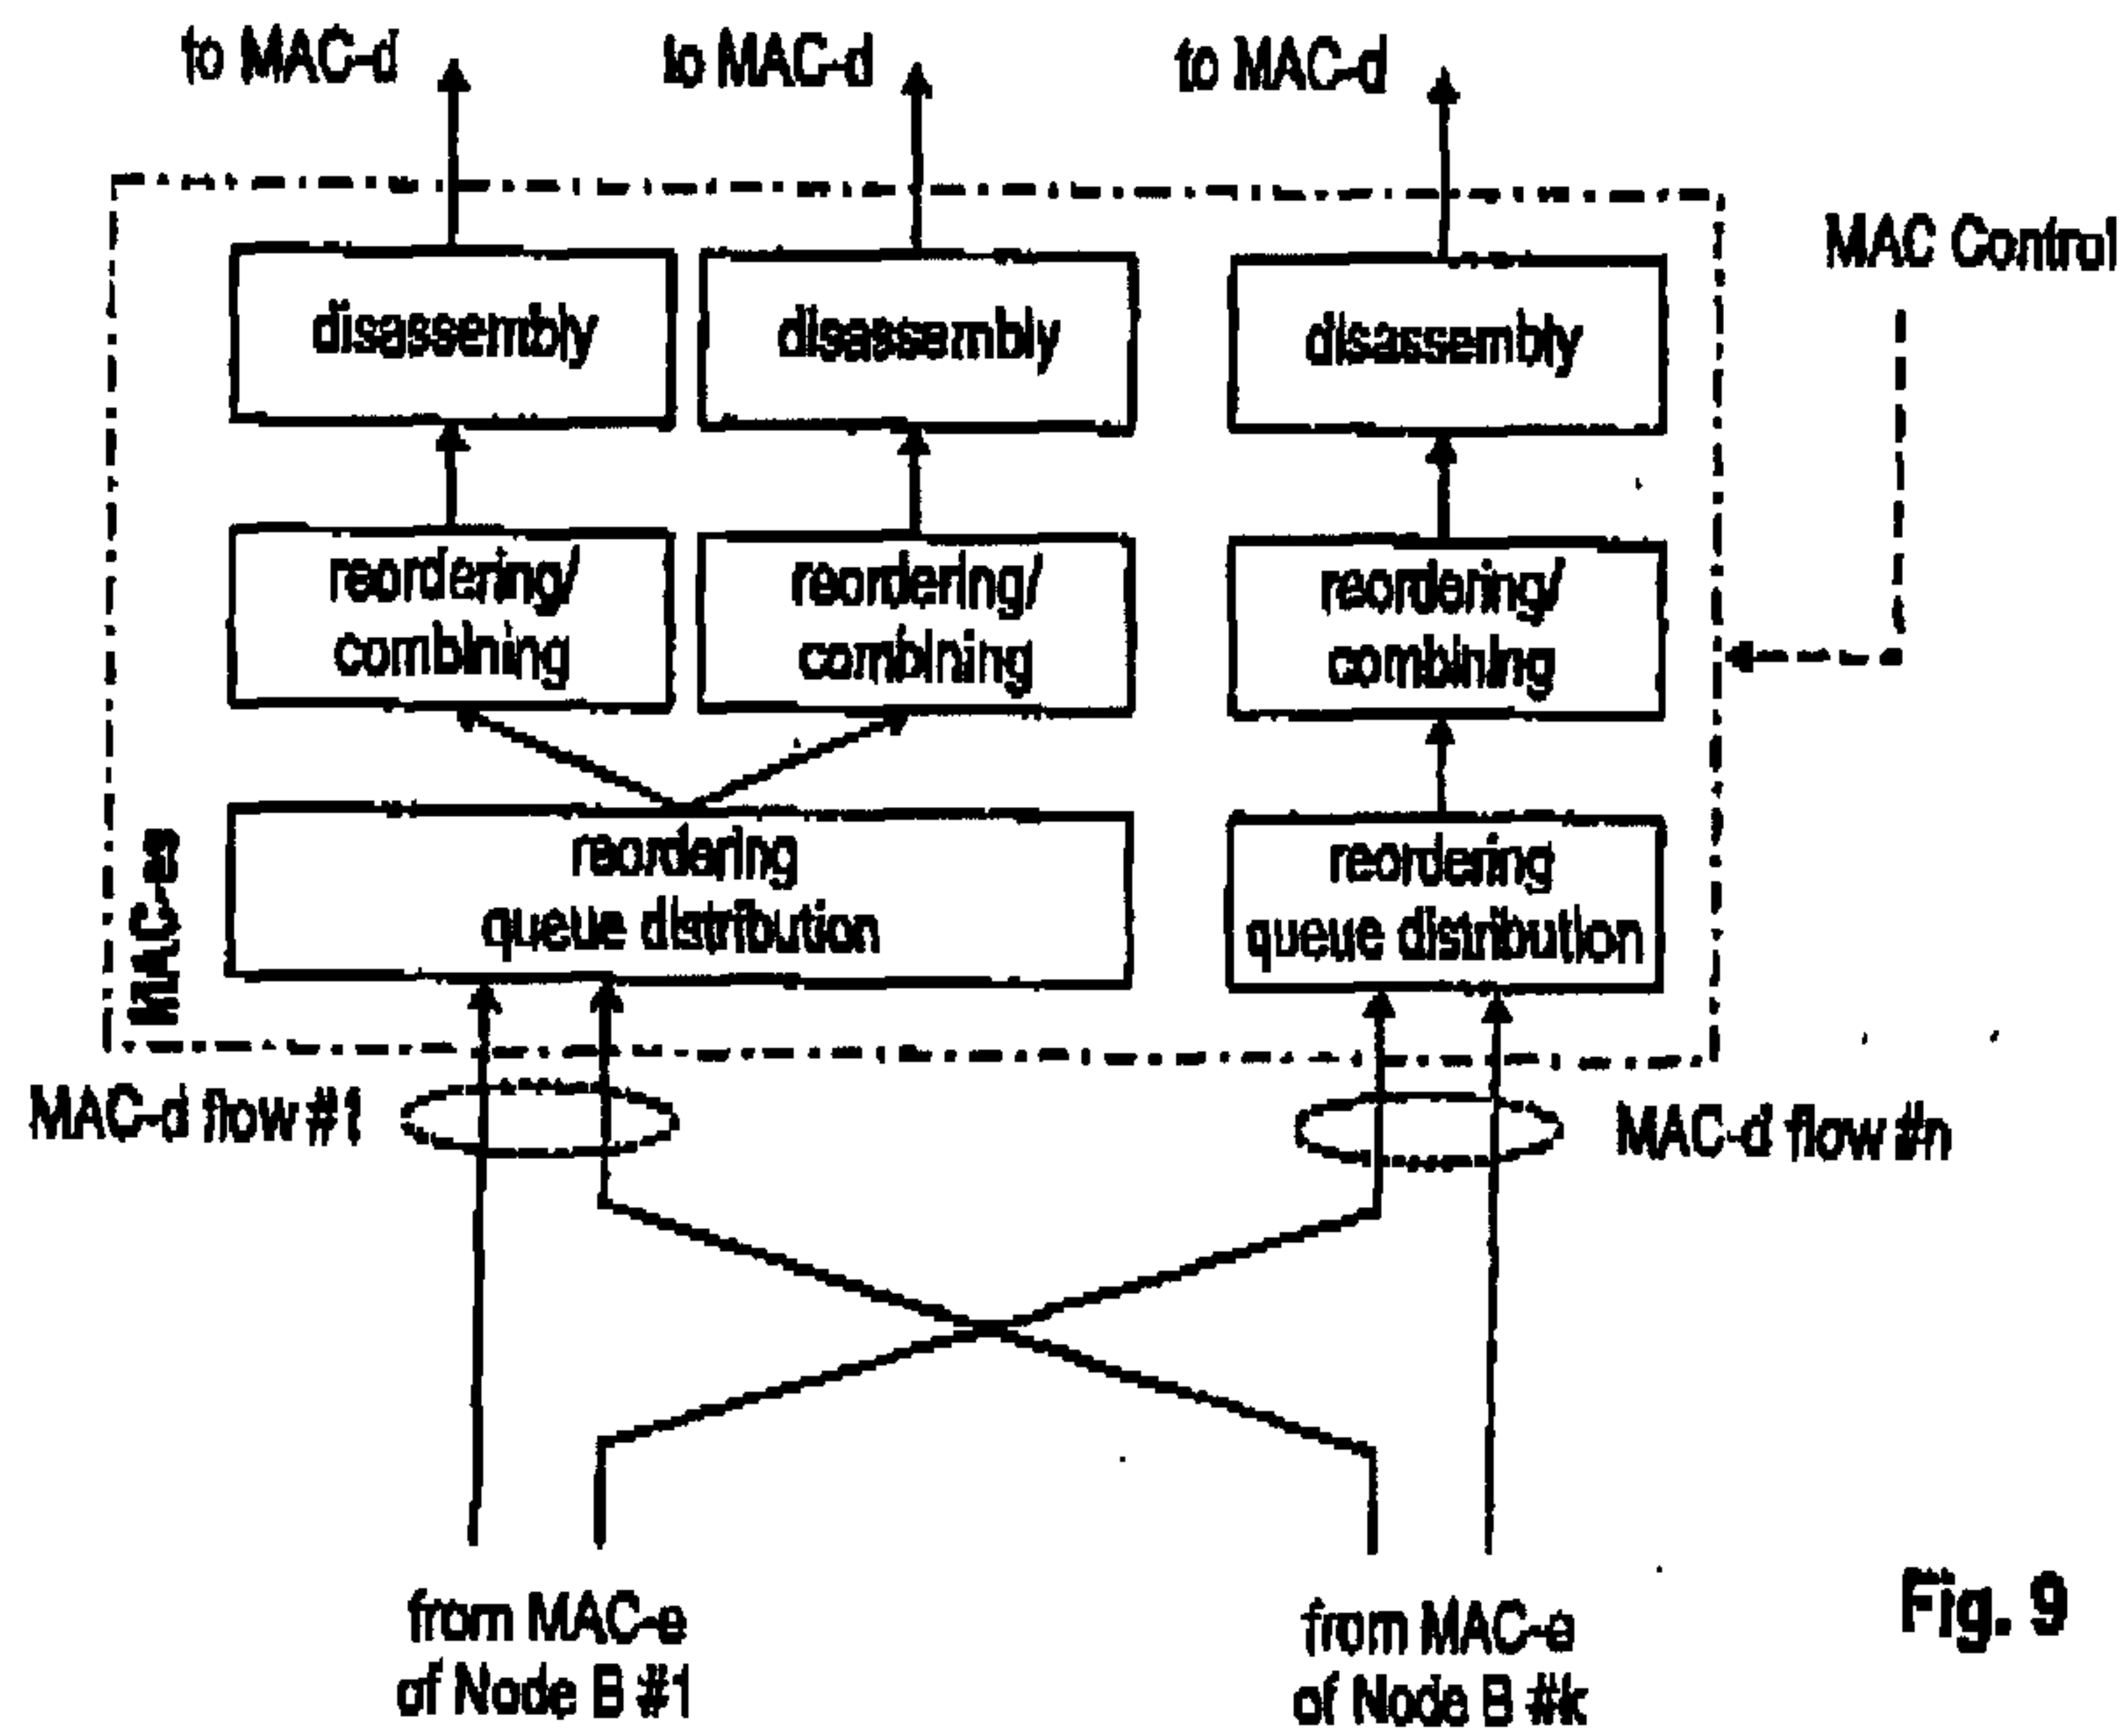 to MAC-d
to MAC-d
to MAC-d
MAC Control
disassembly
disassembly
disassembly
reordering/
combining
reordering/
combining
reordering/
combining
MAC-es
reordering
queue distribution
reordering
queue distribution
MAC-d flow #1
MAC-d flow #n
from MAC-e
of Node B #1
from MAC-e
of Node B #k
Fig. 9